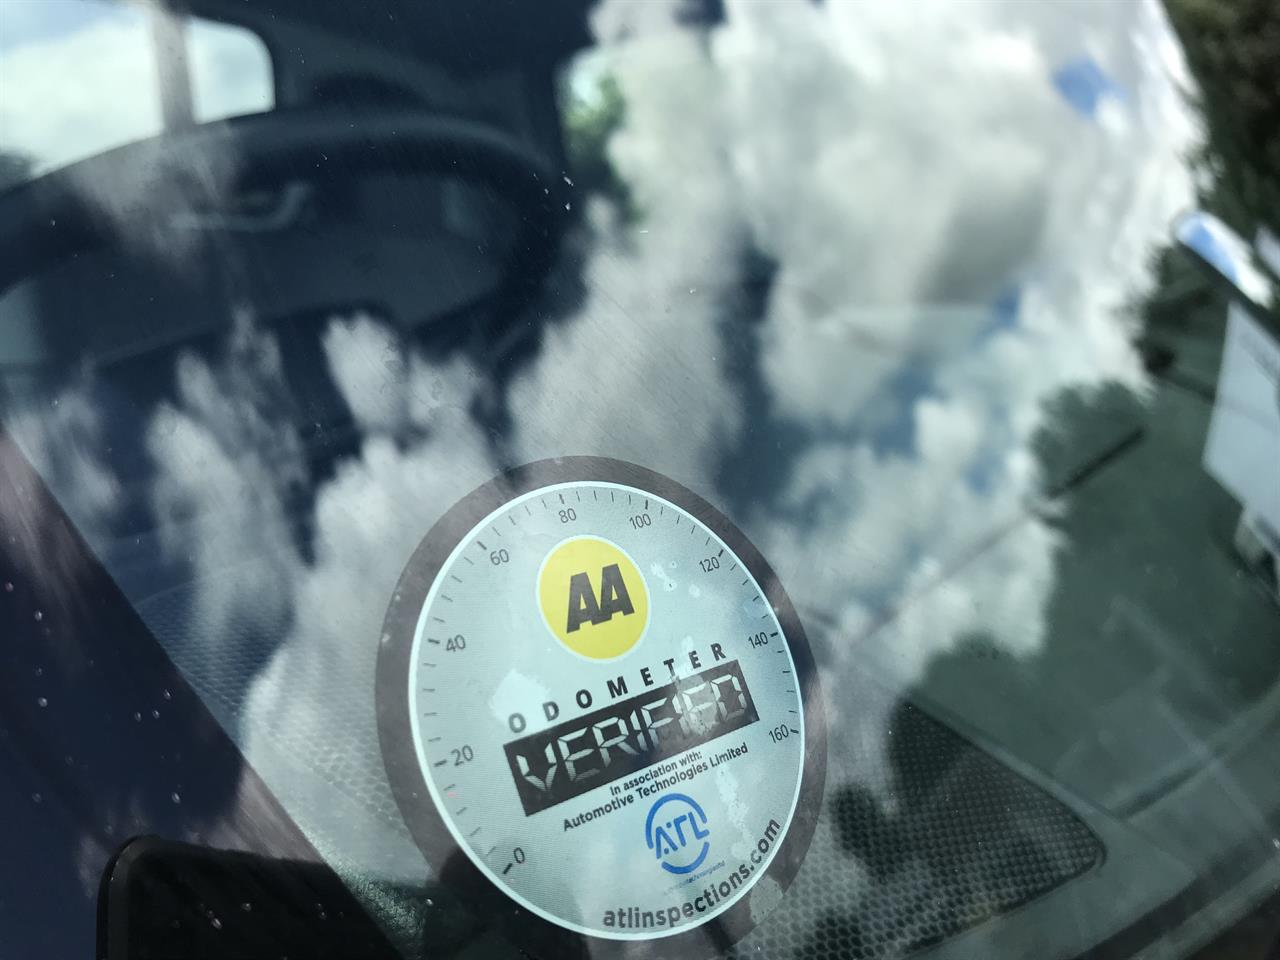 0
20
40
60
80
100
120
140
160
AA
ODOMETER
VERIFIED
In association with:
Automotive Technologies Limited
ATL
atlinspections.com